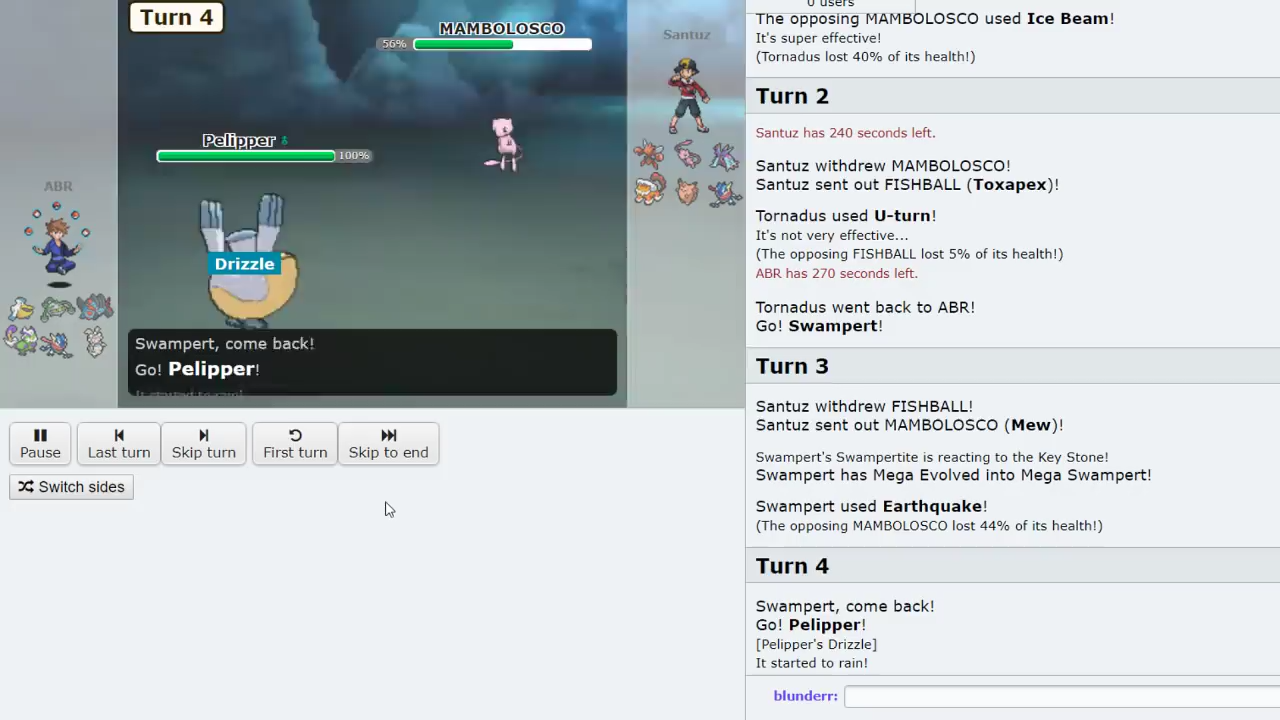 Turn 4
MAMBOLOSCO
56%
Pelipper
100%
Drizzle
ABR
Santuz
Swampert, come back!
Go! Pelipper!
It started to rain!
Pause
Last turn
Skip turn
First turn
Skip to end
Switch sides
0 users
The opposing MAMBOLOSCO used Ice Beam!
It's super effective!
(Tornadus lost 40% of its health!)
Turn 2
Santuz has 240 seconds left.
Santuz withdrew MAMBOLOSCO!
Santuz sent out FISHBALL (Toxapex)!
Tornadus used U-turn!
It's not very effective...
(The opposing FISHBALL lost 5% of its health!)
ABR has 270 seconds left.
Tornadus went back to ABR!
Go! Swampert!
Turn 3
Santuz withdrew FISHBALL!
Santuz sent out MAMBOLOSCO (Mew)!
Swampert's Swampertite is reacting to the Key Stone!
Swampert has Mega Evolved into Mega Swampert!
Swampert used Earthquake!
(The opposing MAMBOLOSCO lost 44% of its health!)
Turn 4
Swampert, come back!
Go! Pelipper!
[Pelipper's Drizzle]
It started to rain!
blunderr: